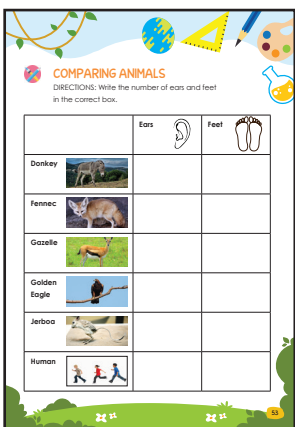 COMPARING ANIMALS
DIRECTIONS: Write the number of ears and feet
in the correct box.
Ears Feet
Donkey
Fennec
Gazelle
Golden
Eagle
Jerboa
Human
53